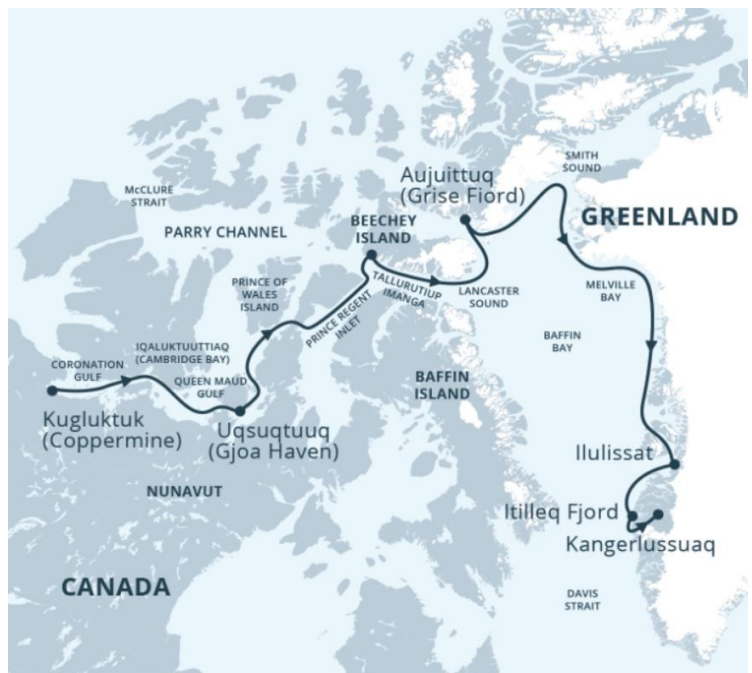 SMITH
SOUND
Aujuittuq
(Grise Fiord)
McCLURE
STRAIT
GREENLAND
BEECHEY
ISLAND
PARRY CHANNEL
PRINCE OF
WALES
ISLAND
TALLURUTIUP
IMANGA
LANCASTER
SOUND
MELVILLE
BAY
PRINCE REGENT
INLET
BAFFIN
BAY
IQALUKTUUTTIAQ
(CAMBRIDGE BAY)
CORONATION
GULF
QUEEN MAUD
GULF
BAFFIN
ISLAND
Kugluktuk
(Coppermine)
Uqsuqtuuq
(Gjoa Haven)
Ilulissat
NUNAVUT
Itilleq Fjord
Kangerlussuaq
CANADA
DAVIS
STRAIT